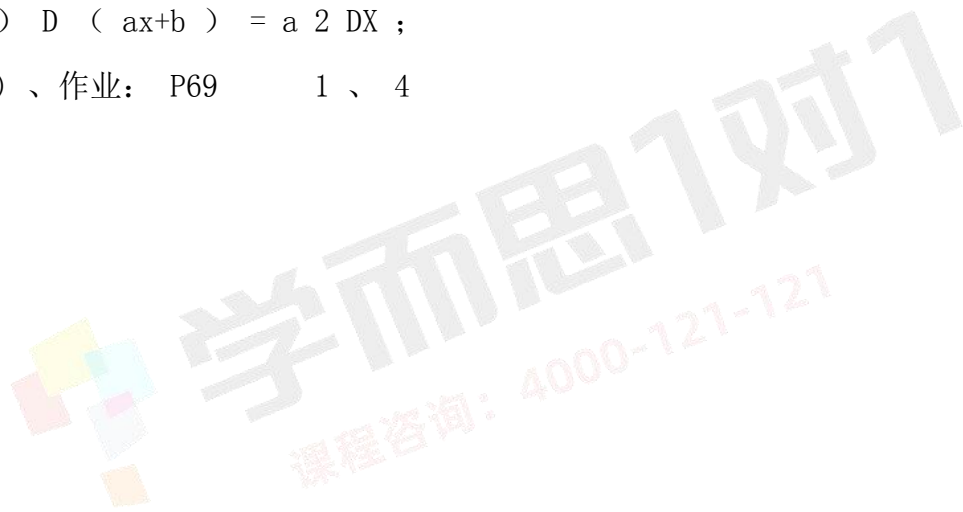 ） D （ ax+b ） = a 2 DX ；
） 、作业： P69 1 、 4
学而思1对1
课程咨询：4000-121-121